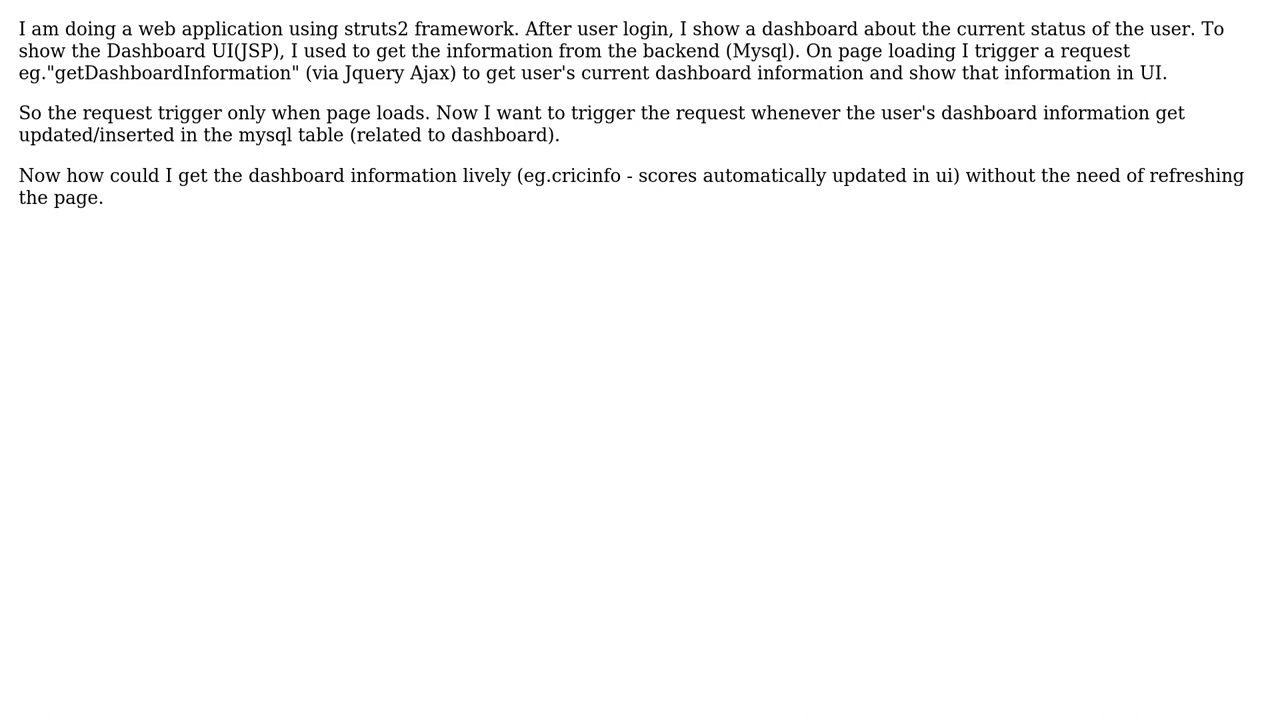 I am doing a web application using struts2 framework. After user login, I show a dashboard about the current status of the user. To
show the Dashboard UI(JSP), I used to get the information from the backend (Mysql). On page loading I trigger a request
eg."getDashboardInformation" (via Jquery Ajax) to get user's current dashboard information and show that information in UI.
So the request trigger only when page loads. Now I want to trigger the request whenever the user's dashboard information get
updated/inserted in the mysql table (related to dashboard).
Now how could I get the dashboard information lively (eg.cricinfo - scores automatically updated in ui) without the need of refreshing
the page.